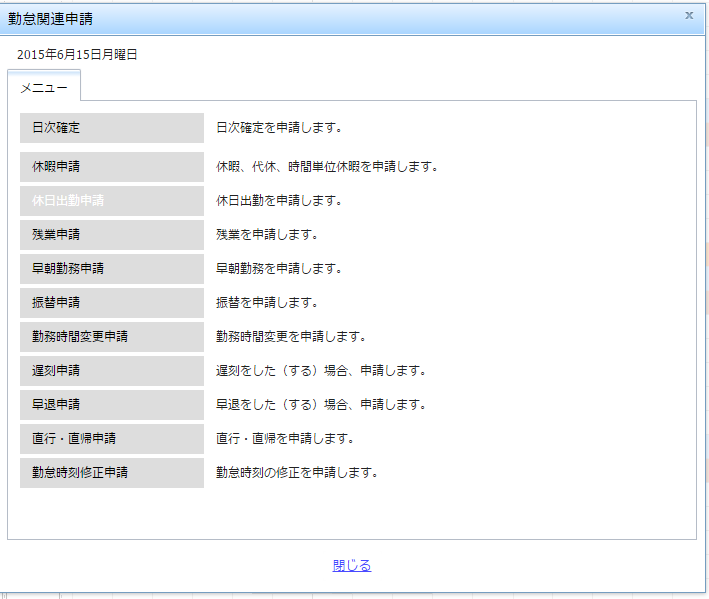 勤怠関連申請 x
2015年6月15日月曜日
メニュー
日次確定 日次確定を申請します。
休暇申請 休暇、代休、時間単位休暇を申請します。
休日出勤申請 休日出勤を申請します。
残業申請 残業を申請します。
早朝勤務申請 早朝勤務を申請します。
振替申請 振替を申請します。
勤務時間変更申請 勤務時間変更を申請します。
遅刻申請 遅刻をした（する）場合、申請します。
早退申請 早退をした（する）場合、申請します。
直行・直帰申請 直行・直帰を申請します。
勤怠時刻修正申請 勤怠時刻の修正を申請します。
閉じる